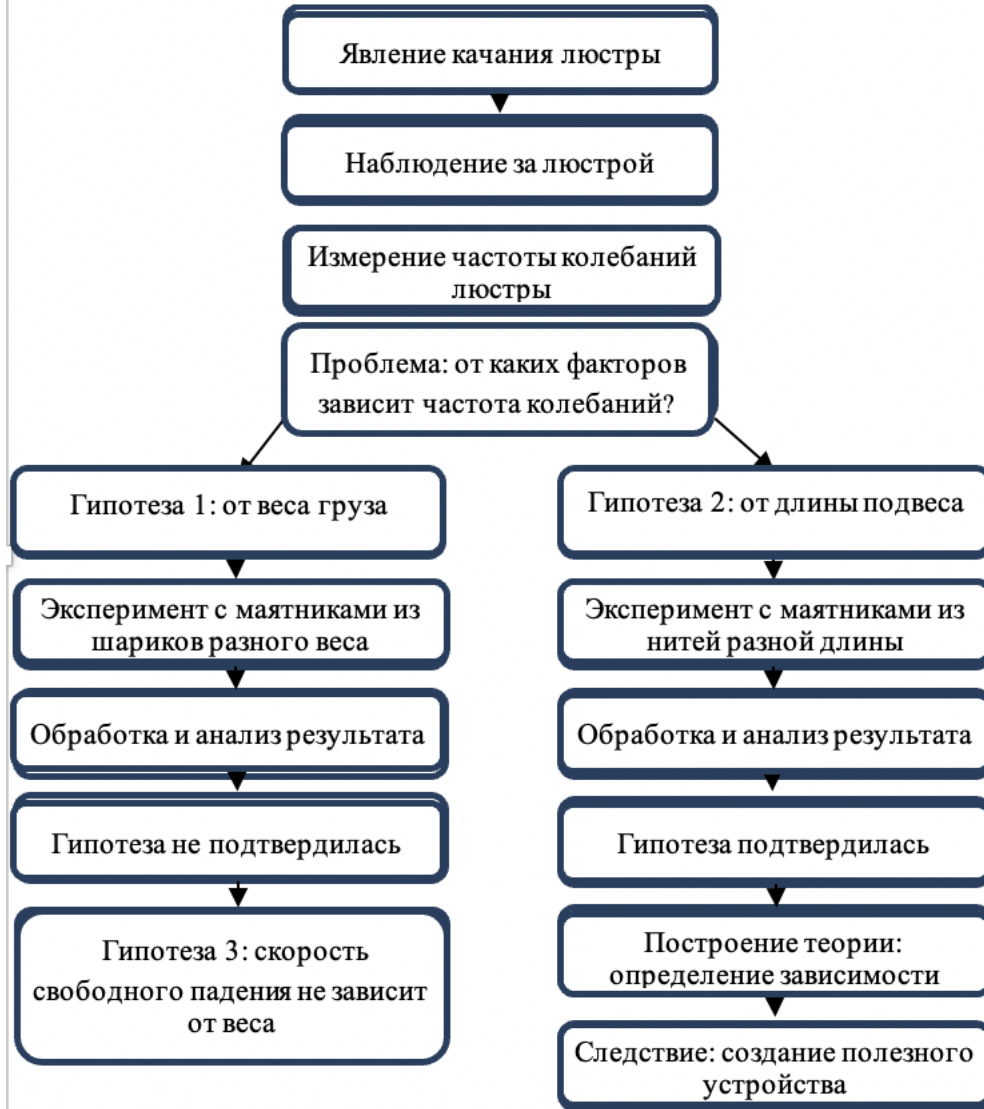 Явление качания люстры
Наблюдение за люстрой
Измерение частоты колебаний
люстры
Проблема: от каких факторов
зависит частота колебаний?
Гипотеза 1: от веса груза
Эксперимент с маятниками из
шариков разного веса
Обработка и анализ результата
Гипотеза не подтвердилась
Гипотеза 3: скорость
свободного падения не зависит
от веса
Гипотеза 2: от длины подвеса
Эксперимент с маятниками из
нитей разной длины
Обработка и анализ результата
Гипотеза подтвердилась
Построение теории:
определение зависимости
Следствие: создание полезного
устройства